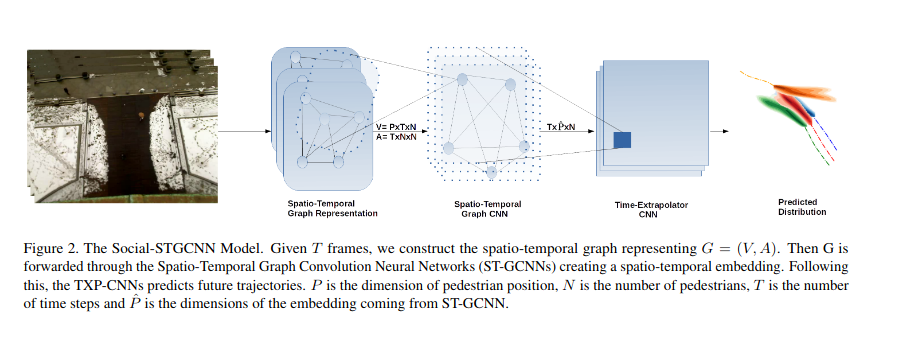 V= PxTxN
A= TxNxN
TxP̂xN
Spatio-Temporal
Graph Representation
Spatio-Temporal
Graph CNN
Time-Extrapolator
CNN
Predicted
Distribution
Figure 2. The Social-STGCNN Model. Given T frames, we construct the spatio-temporal graph representing G = (V, A). Then G is
forwarded through the Spatio-Temporal Graph Convolution Neural Networks (ST-GCNNs) creating a spatio-temporal embedding. Following
this, the TXP-CNNs predicts future trajectories. P is the dimension of pedestrian position, N is the number of pedestrians, T is the number
of time steps and P̂ is the dimensions of the embedding coming from ST-GCNN.